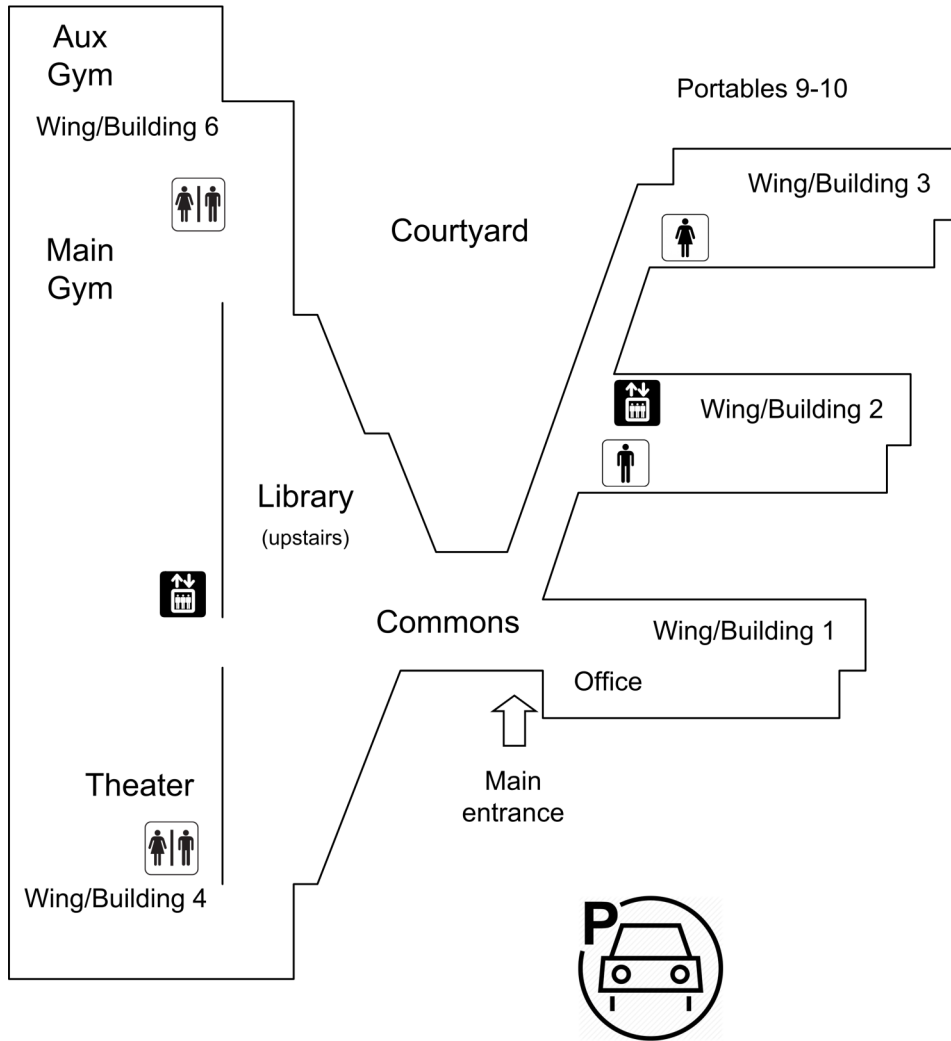 Aux
Gym
Wing/Building 6
Main
Gym
Courtyard
Portables 9-10
Wing/Building 3
Wing/Building 2
Library
(upstairs)
Commons
Wing/Building 1
Office
Main
entrance
Theater
Wing/Building 4
P